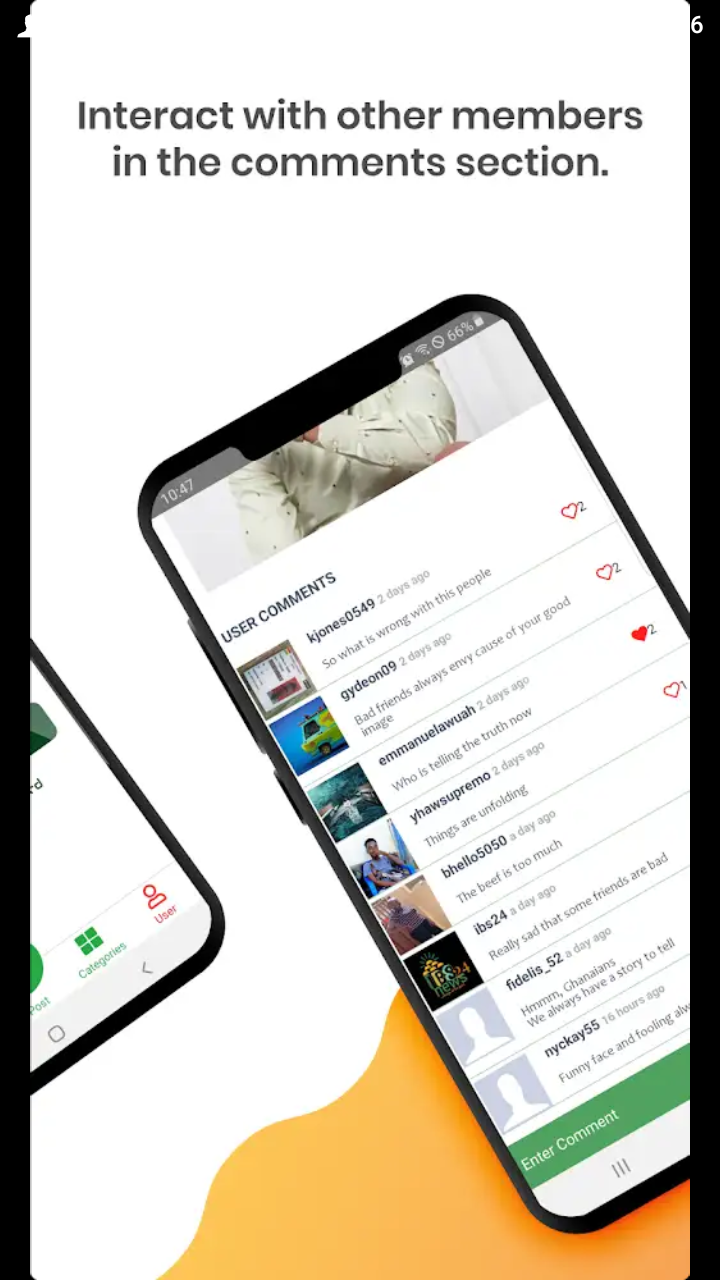 6
Interact with other members
in the comments section.
10:47
66%
USER COMMENTS
kjones0549 2 days ago
So what is wrong with this people
2
gydeon09 2 days ago
Bad friends always envy cause of your good
image
2
emmanuelawuah 2 days ago
Who is telling the truth now
2
yhawsupremo 2 days ago
Things are unfolding
1
bhello5050 a day ago
The beef is too much
ibs24 a day ago
Really sad that some friends are bad
fidelis_52 a day ago
Hmmm, Ghanaians
We always have a story to tell
nyckay55 16 hours ago
Funny face and fooling alw
Enter Comment
IBS24
news
rd
Post
Categories
User